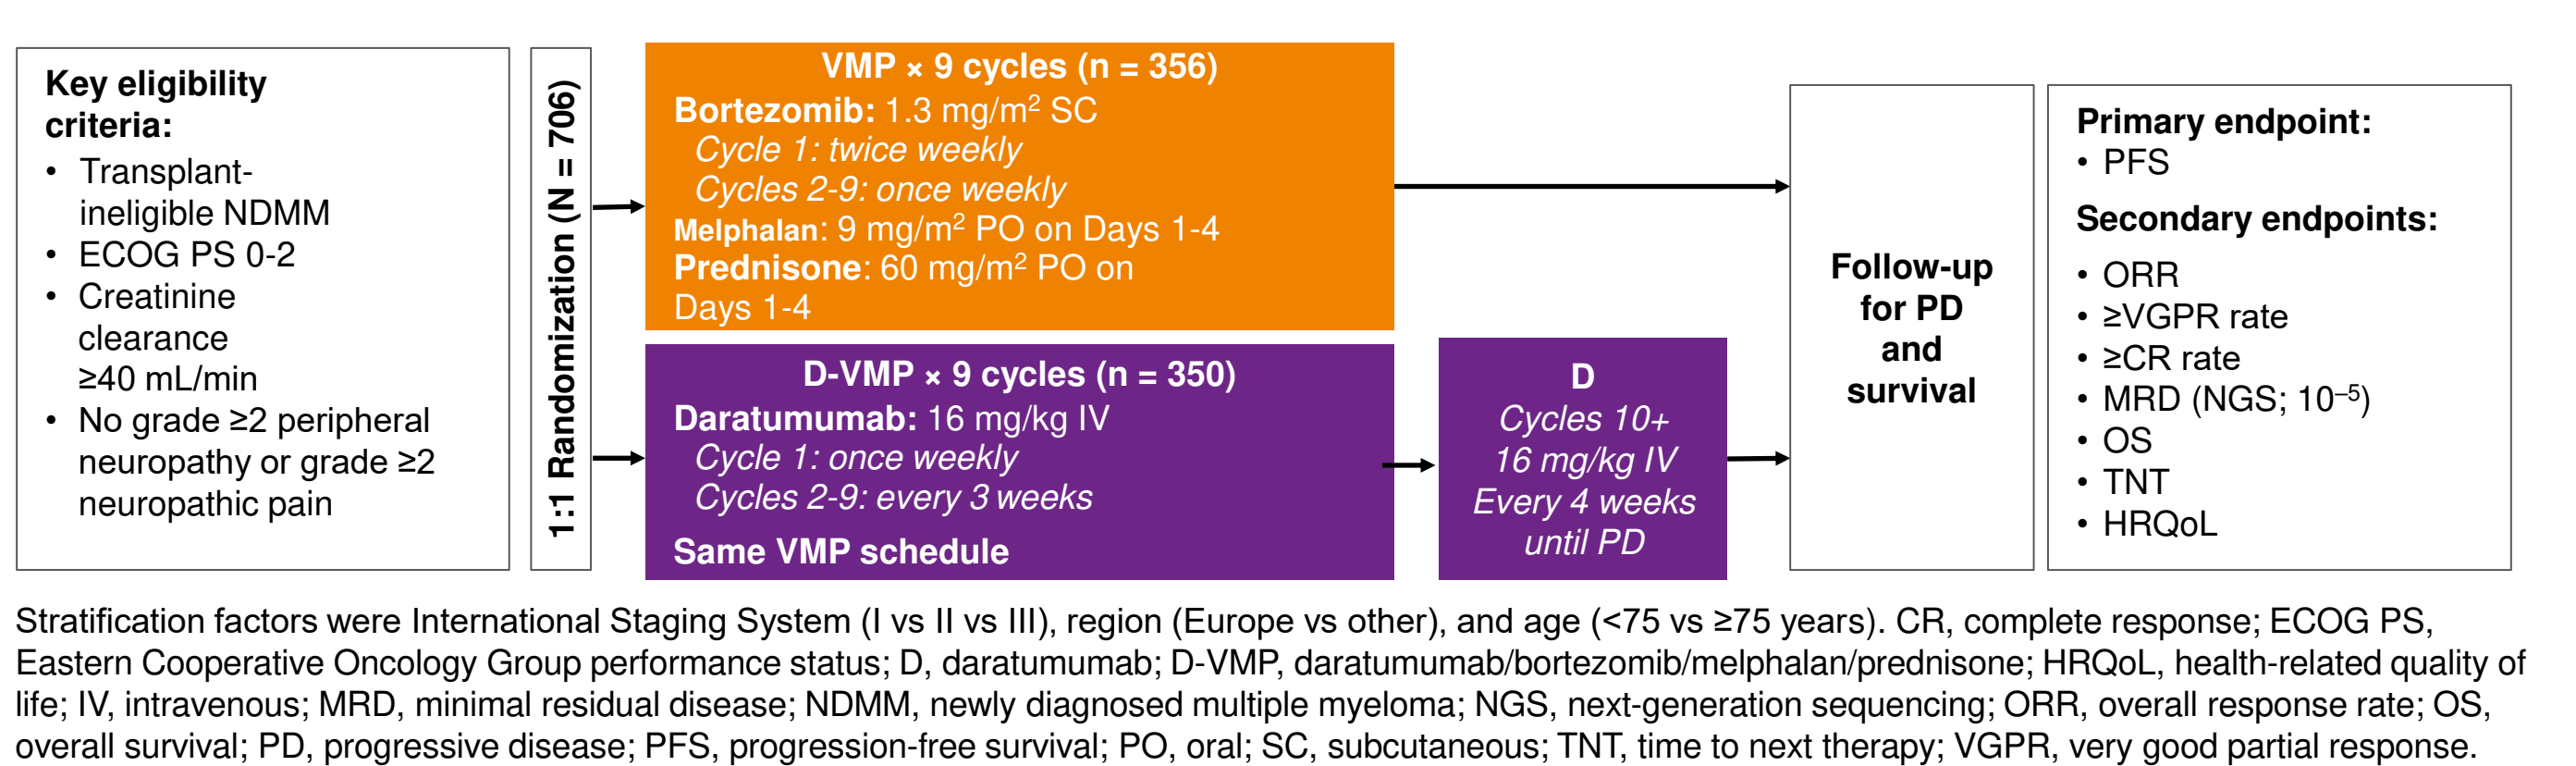 Key eligibility
criteria:
• Transplant-
ineligible NDMM
• ECOG PS 0-2
• Creatinine
clearance
≥40 mL/min
• No grade ≥2 peripheral
neuropathy or grade ≥2
neuropathic pain
1:1 Randomization (N = 706)
VMP × 9 cycles (n = 356)
Bortezomib: 1.3 mg/m² SC
Cycle 1: twice weekly
Cycles 2-9: once weekly
Melphalan: 9 mg/m² PO on Days 1-4
Prednisone: 60 mg/m² PO on
Days 1-4
D-VMP × 9 cycles (n = 350)
Daratumumab: 16 mg/kg IV
Cycle 1: once weekly
Cycles 2-9: every 3 weeks
Same VMP schedule
D
Cycles 10+
16 mg/kg IV
Every 4 weeks
until PD
Follow-up
for PD
and
survival
Primary endpoint:
• PFS
Secondary endpoints:
• ORR
• ≥VGPR rate
• ≥CR rate
• MRD (NGS; 10⁻⁵)
• OS
• TNT
• HRQoL
Stratification factors were International Staging System (I vs II vs III), region (Europe vs other), and age (<75 vs ≥75 years). CR, complete response; ECOG PS,
Eastern Cooperative Oncology Group performance status; D, daratumumab; D-VMP, daratumumab/bortezomib/melphalan/prednisone; HRQoL, health-related quality of
life; IV, intravenous; MRD, minimal residual disease; NDMM, newly diagnosed multiple myeloma; NGS, next-generation sequencing; ORR, overall response rate; OS,
overall survival; PD, progressive disease; PFS, progression-free survival; PO, oral; SC, subcutaneous; TNT, time to next therapy; VGPR, very good partial response.